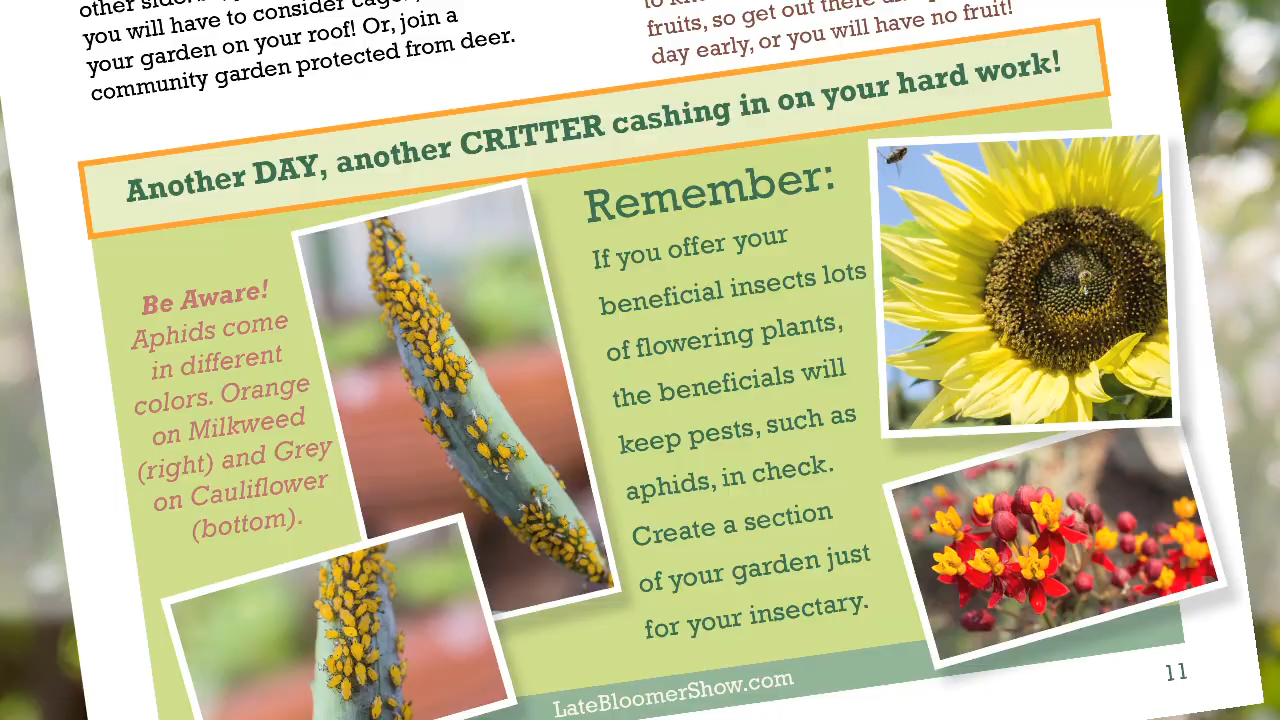 other side.
you will have to consider
your garden on your roof! Or, join a
community garden protected from deer.
fruits, so get out there
day early, or you will have no fruit!
Another DAY, another CRITTER cashing in on your hard work!
Be Aware!
Aphids come
in different
colors. Orange
on Milkweed
(right) and Grey
on Cauliflower
(bottom).
Remember:
If you offer your
beneficial insects lots
of flowering plants,
the beneficials will
keep pests, such as
aphids, in check.
Create a section
of your garden just
for your insectary.
LateBloomerShow.com
11